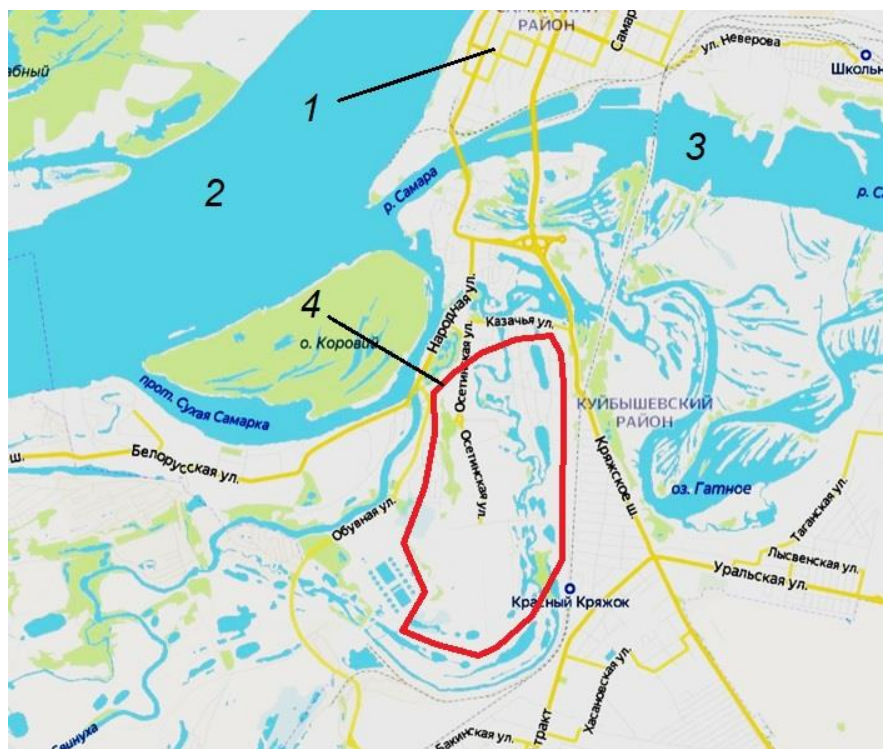 РАЙОН
Самар
ул. Неверова
Школьн
абный
1
3
2
р. Самара
р. С
4
Народная ул.
Казачья ул.
о. Коровий
Осетинская ул.
прот. Сухая Самарка
КУЙБЫШЕВСКИЙ
РАЙОН
Белорусская ул.
ш.
Осетинская ул.
Кряжское ш.
оз. Гатное
Обувная ул.
Таганская ул.
Лысвенская ул.
Уральская ул.
Красный Кряжок
Хасановская ул.
тракт
Бакинская ул.